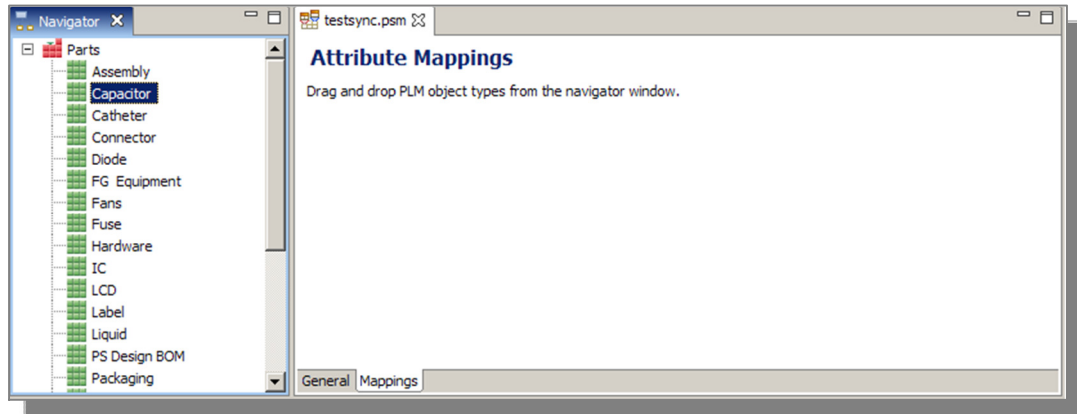 Navigator
Parts
Assembly
Capacitor
Catheter
Connector
Diode
FG Equipment
Fans
Fuse
Hardware
IC
LCD
Label
Liquid
PS Design BOM
Packaging
testsync.psm
Attribute Mappings
Drag and drop PLM object types from the navigator window.
General Mappings